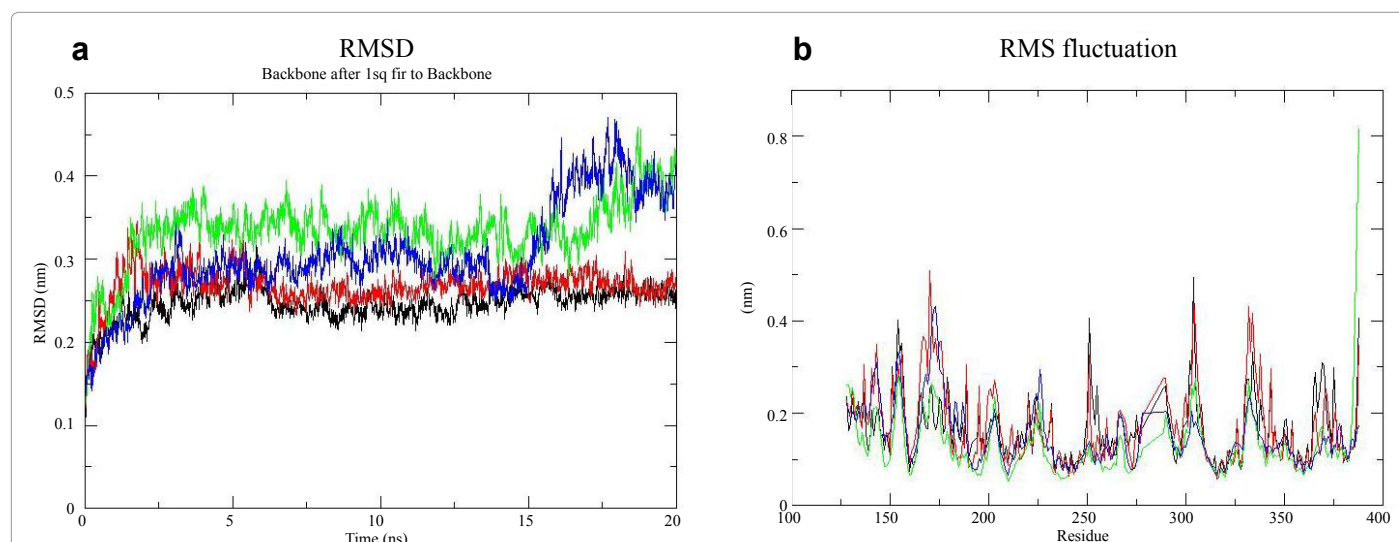 a
RMSD
Backbone after 1sq fir to Backbone
0.5
0.4
0.3
0.2
0.1
0
RMSD (nm)
0 5 10 15 20
Time (ns)
b
RMS fluctuation
0.8
0.6
0.4
0.2
0
(nm)
100 150 200 250 300 350 400
Residue